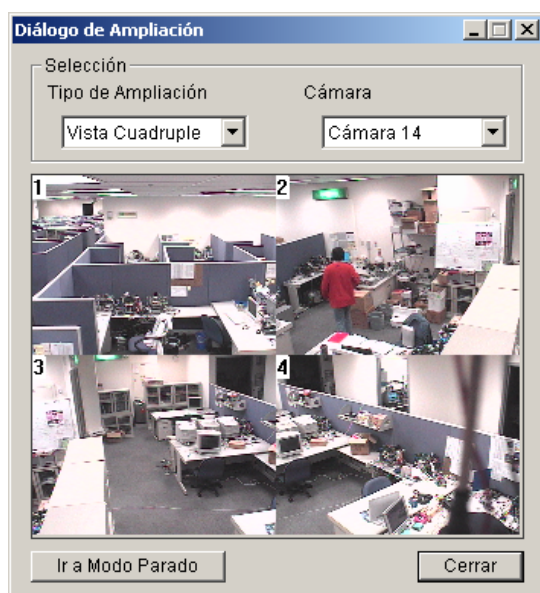 Diálogo de Ampliación
Selección
Tipo de Ampliación
Cámara
Vista Cuadruple
Cámara 14
1
2
3
4
Ir a Modo Parado
Cerrar